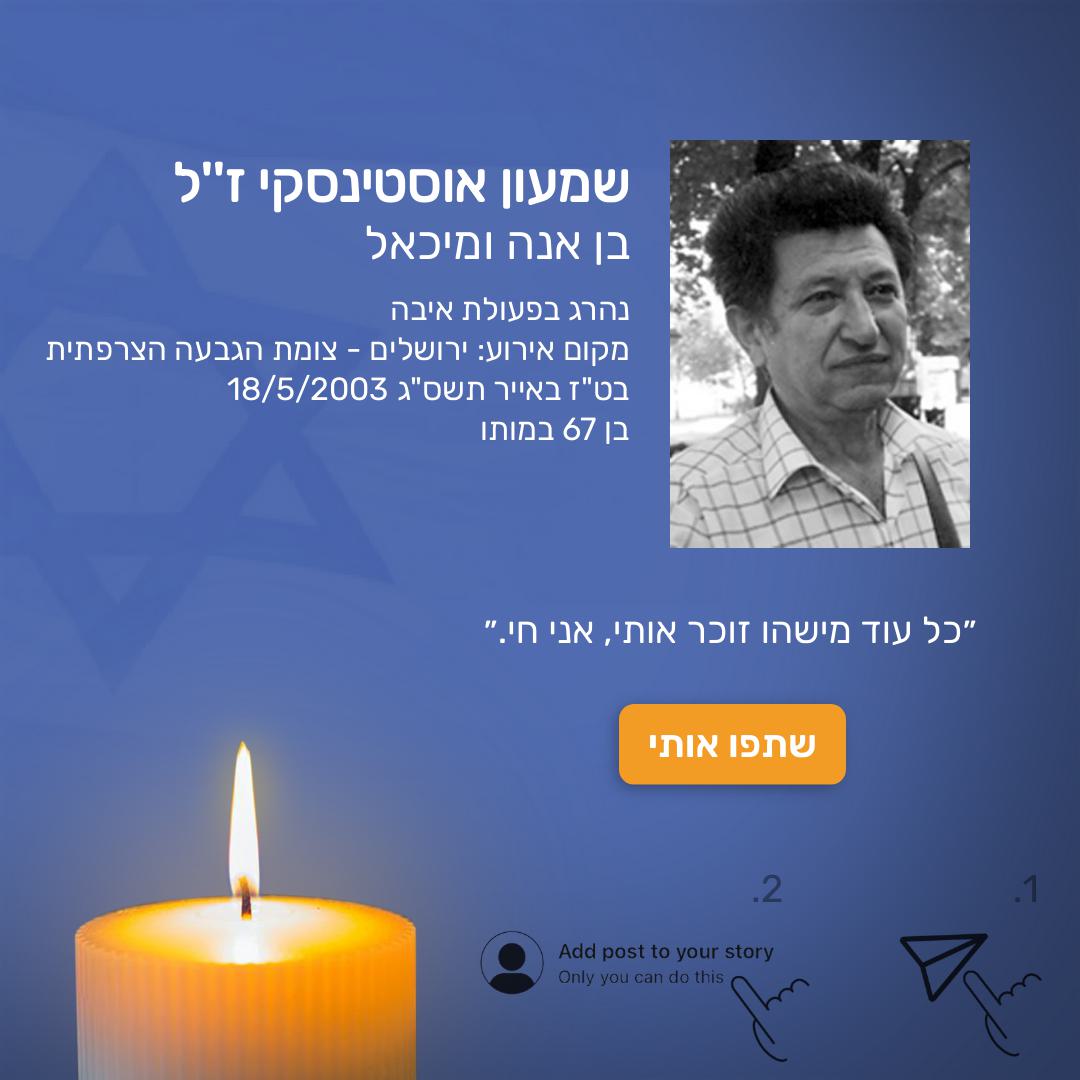 שמעון אוסטינסקי ז"ל
בן אנה ומיכאל
נהרג בפעולת איבה
מקום אירוע: ירושלים - צומת הגבעה הצרפתית
בט"ז באייר תשס"ג 18/5/2003
בן 67 במותו
״כל עוד מישהו זוכר אותי, אני חי.״
שתפו אותי
1.
2.
Add post to your story
Only you can do this